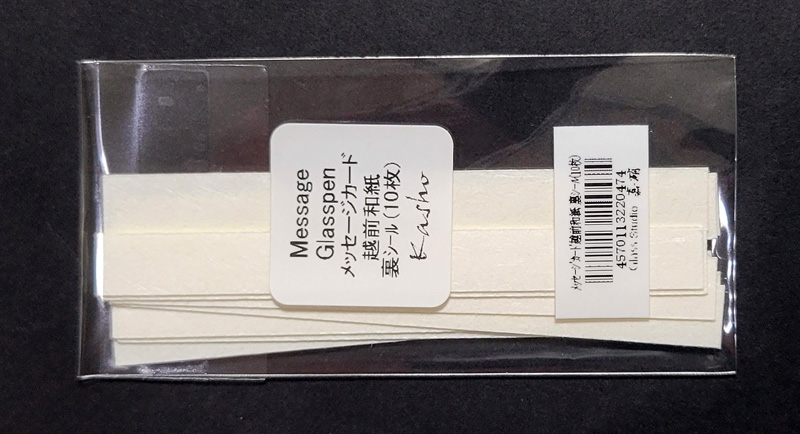 Message
Glasspen
メッセージカード
越前和紙
裏シール(10枚)
Kasho
メッセージカード越前和紙 裏シール(10枚)
4570113220474
Glass Studio 嘉硝